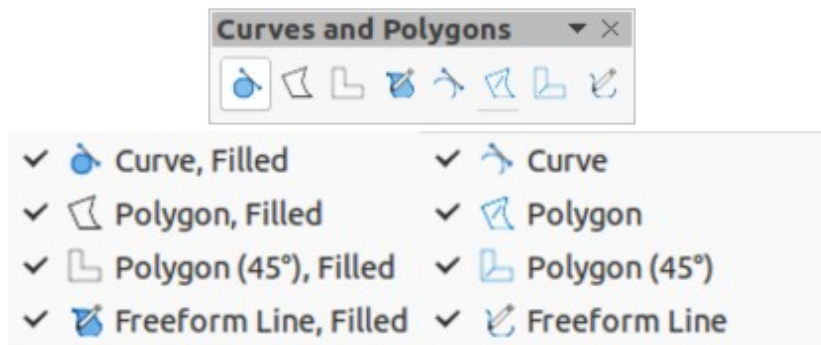 Curves and Polygons
Curve, Filled
Polygon, Filled
Polygon (45°), Filled
Freeform Line, Filled
Curve
Polygon
Polygon (45°)
Freeform Line